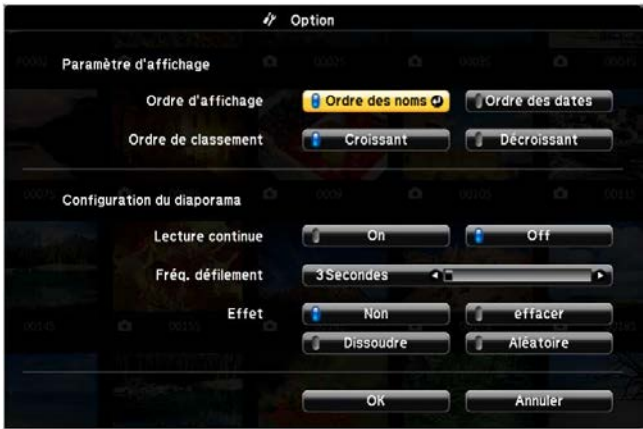 Option
Paramètre d'affichage
Ordre d'affichage Ordre des noms Ordre des dates
Ordre de classement Croissant Décroissant
Configuration du diaporama
Lecture continue On Off
Fréq. défilement 3Secondes
Effet Non effacer
Dissoudre Aléatoire
OK Annuler